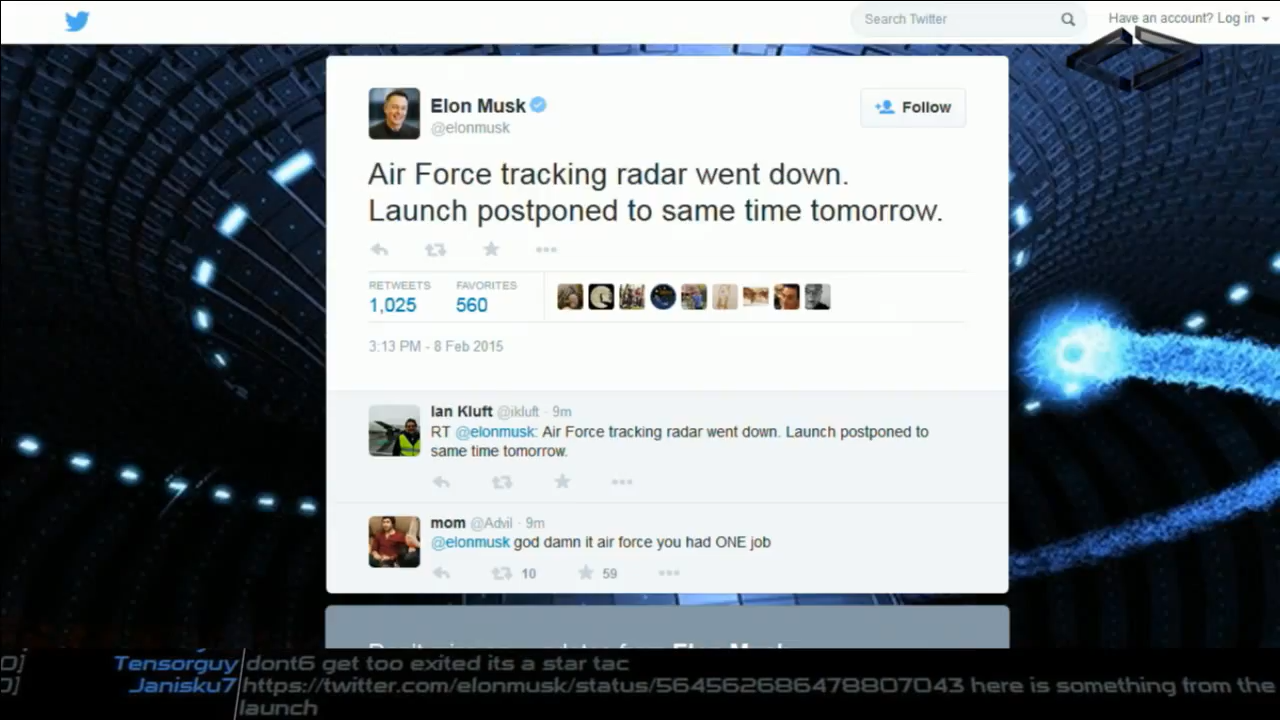 Search Twitter
Have an account? Log in
Elon Musk
@elonmusk
Follow
Air Force tracking radar went down.
Launch postponed to same time tomorrow.
RETWEETS FAVORITES
1,025 560
3:13 PM - 8 Feb 2015
Ian Kluft @ikluft · 9m
RT @elonmusk: Air Force tracking radar went down. Launch postponed to
same time tomorrow.
mom @Advil · 9m
@elonmusk god damn it air force you had ONE job
10 59
0] Tensorguy dont6 get too exited its a star tac
0] Janisku7 https://twitter.com/elonmusk/status/564562686478807043 here is something from the
launch